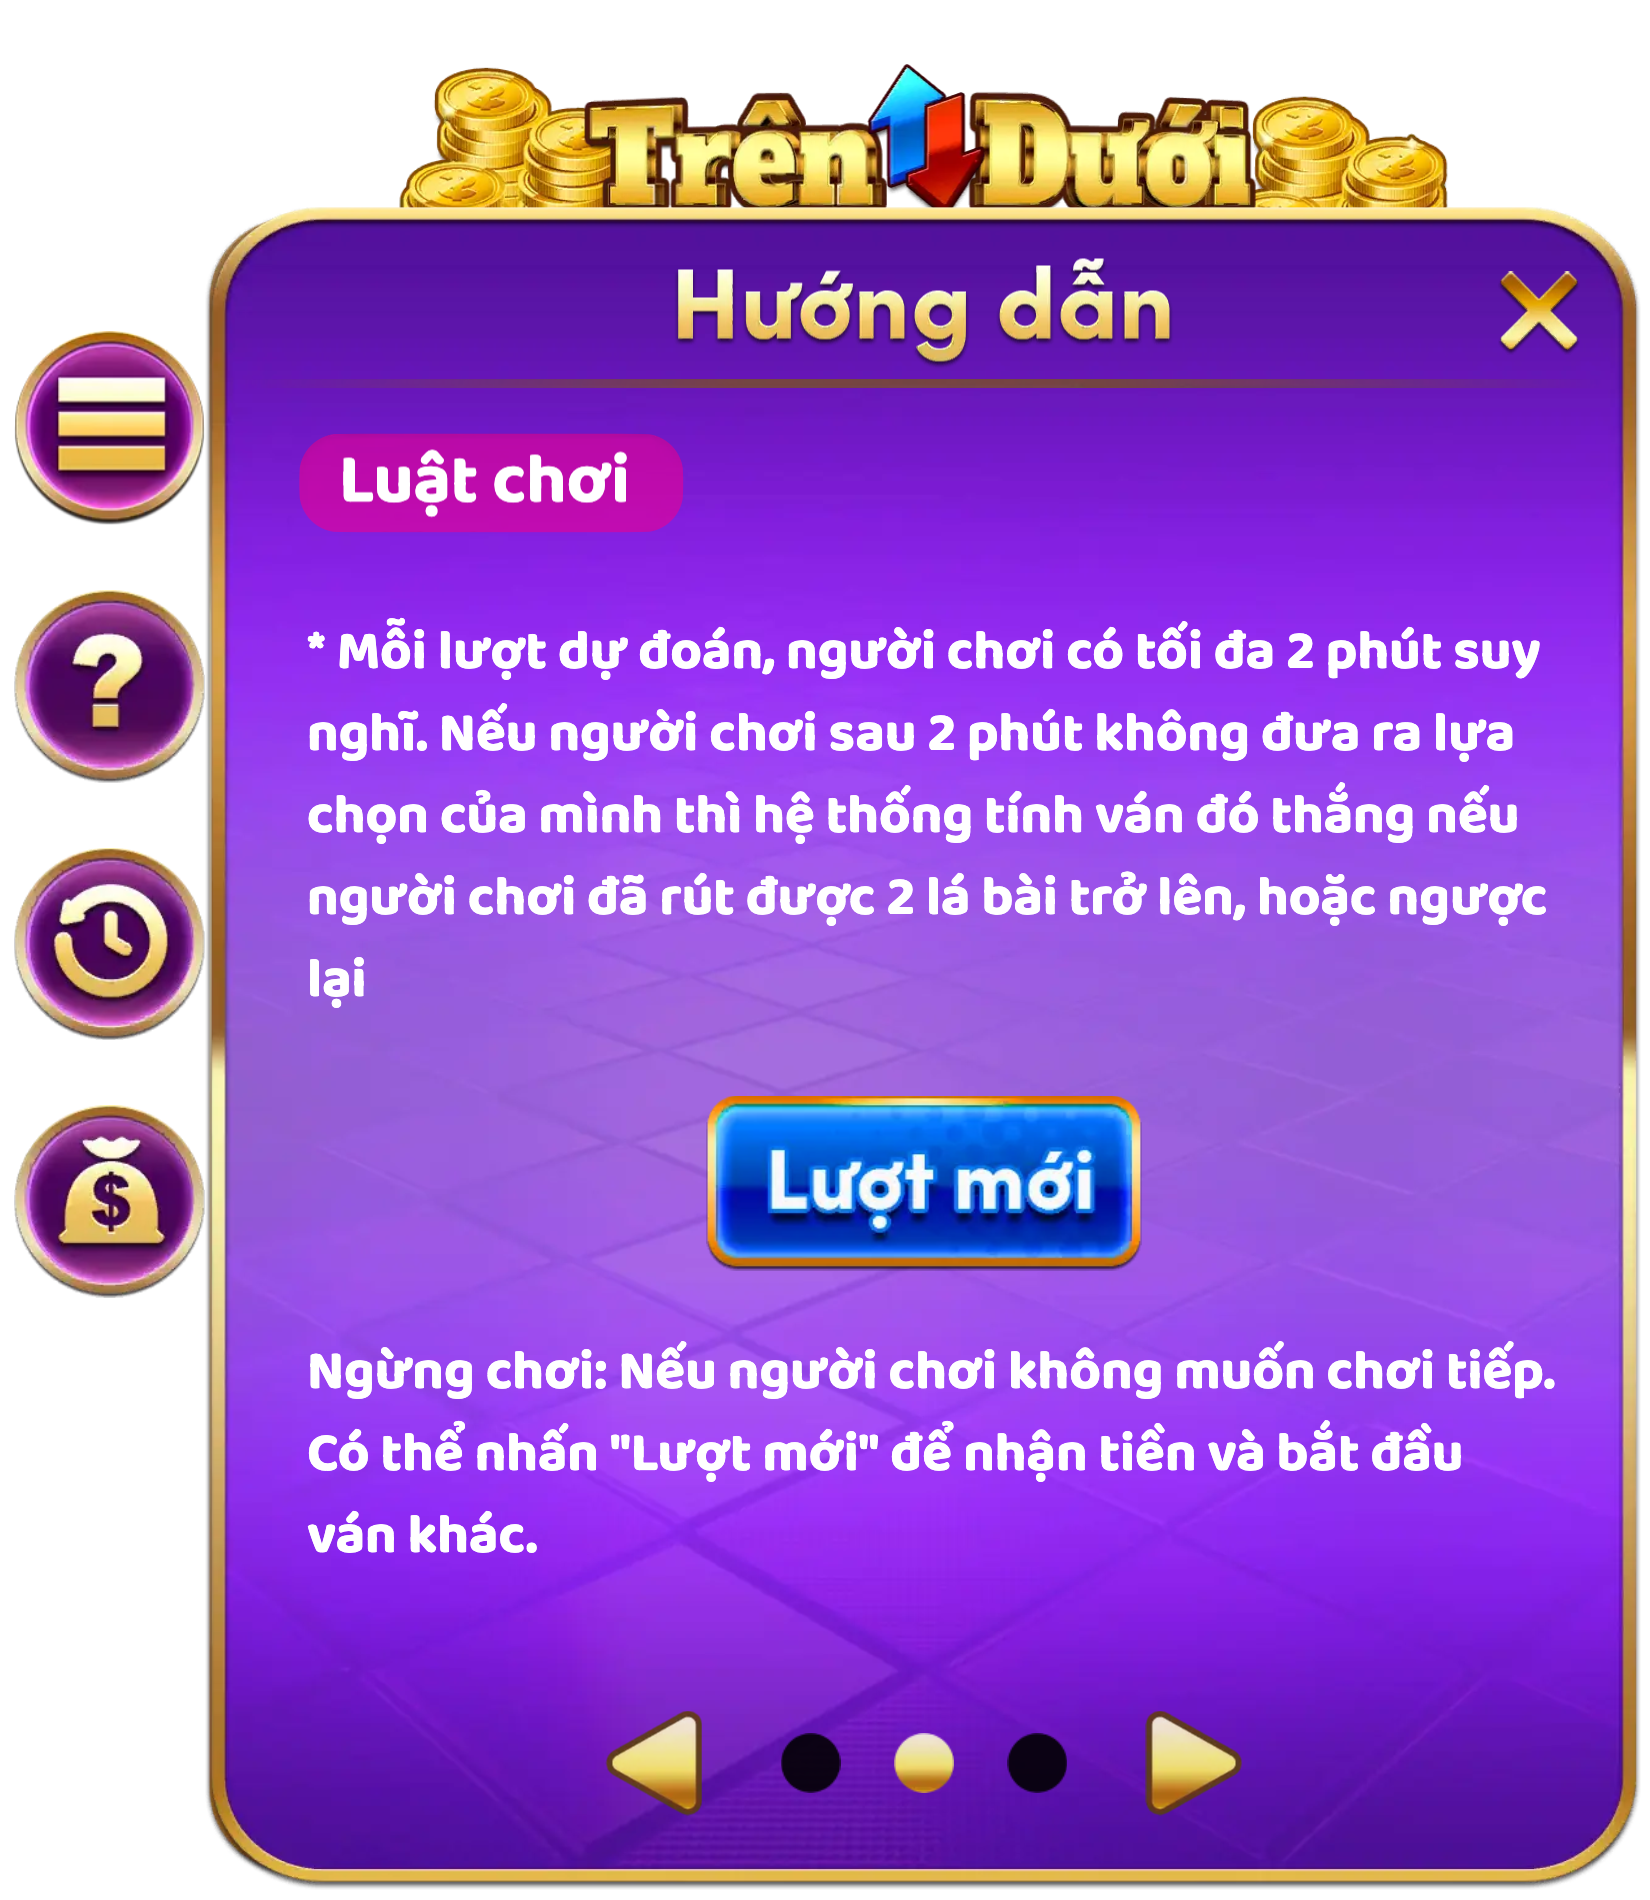 Trên Dưới
Hướng dẫn
Luật chơi
* Mỗi lượt dự đoán, người chơi có tối đa 2 phút suy
nghĩ. Nếu người chơi sau 2 phút không đưa ra lựa
chọn của mình thì hệ thống tính ván đó thắng nếu
người chơi đã rút được 2 lá bài trở lên, hoặc ngược
lại
Lượt mới
Ngừng chơi: Nếu người chơi không muốn chơi tiếp.
Có thể nhấn "Lượt mới" để nhận tiền và bắt đầu
ván khác.